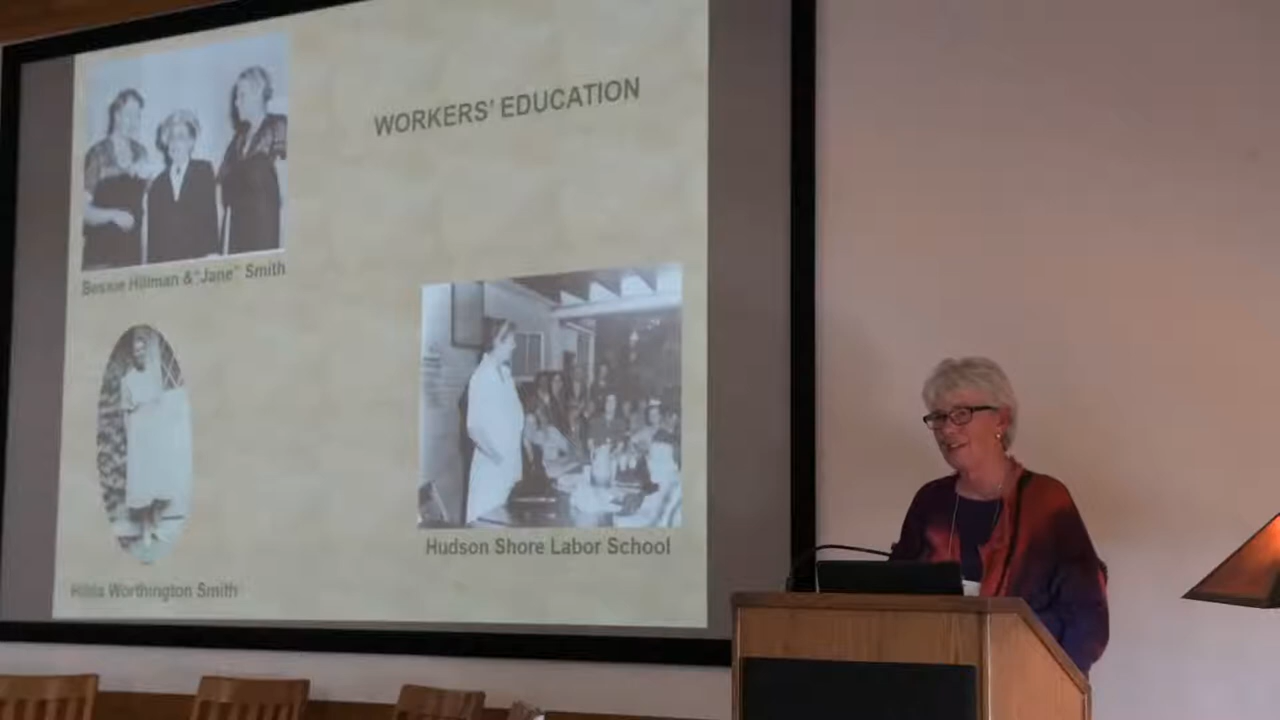 WORKERS' EDUCATION
Bessie Hillman & "Jane" Smith
Hudson Shore Labor School
Hilda Worthington Smith